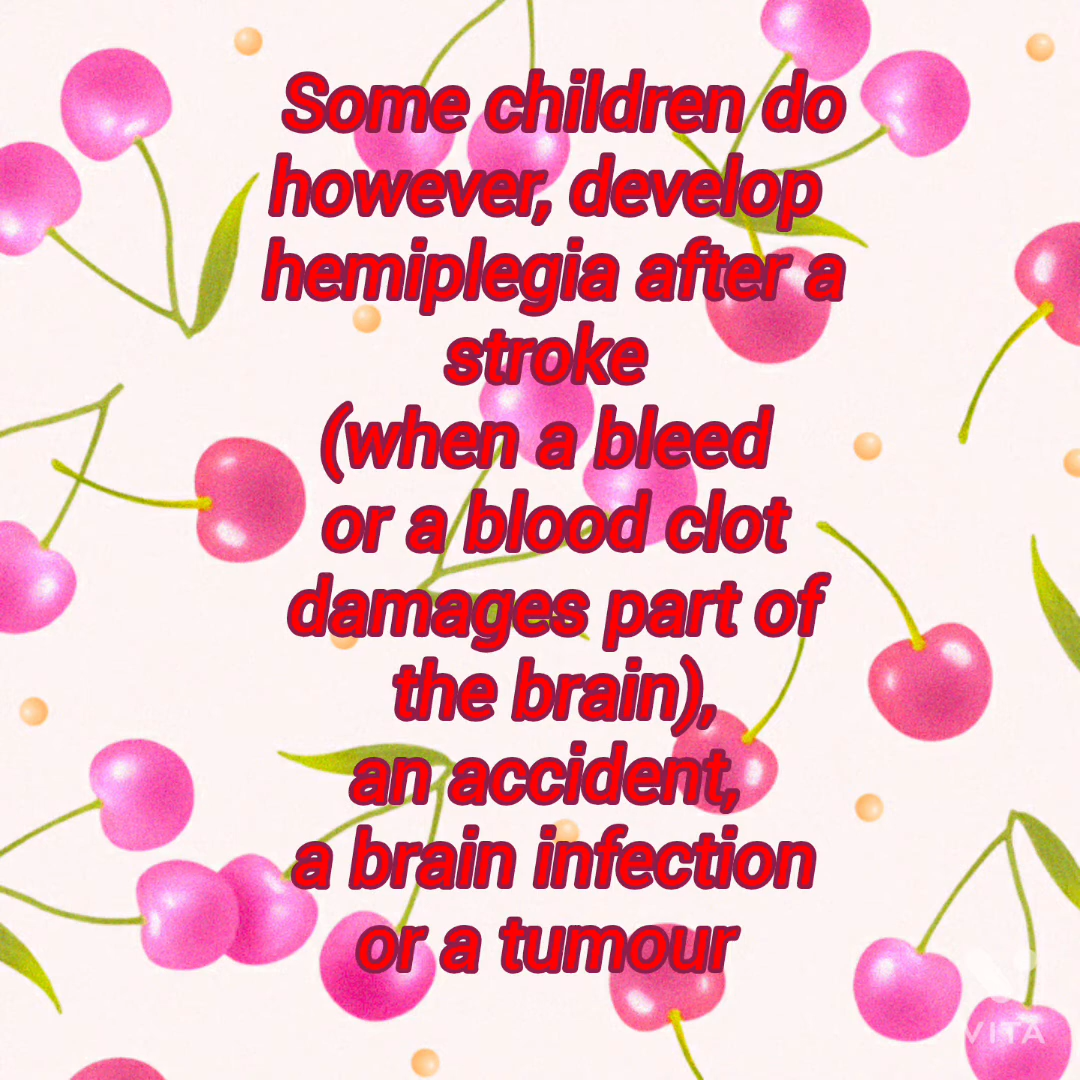 Some children do
however, develop
hemiplegia after a
stroke
(when a bleed
or a blood clot
damages part of
the brain),
an accident,
a brain infection
or a tumour
VITA